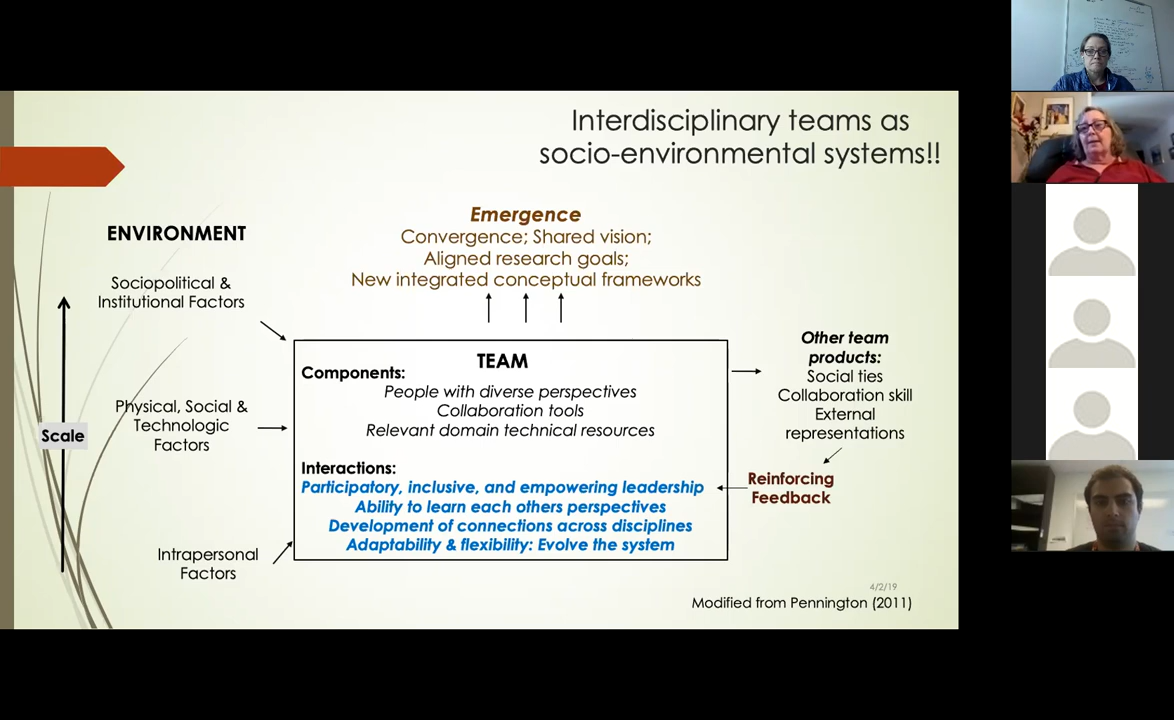 Interdisciplinary teams as
socio-environmental systems!!
ENVIRONMENT
Sociopolitical &
Institutional Factors
Physical, Social &
Technologic
Factors
Scale
Intrapersonal
Factors
Emergence
Convergence; Shared vision;
Aligned research goals;
New integrated conceptual frameworks
TEAM
Components:
People with diverse perspectives
Collaboration tools
Relevant domain technical resources
Interactions:
Participatory, inclusive, and empowering leadership
Ability to learn each others perspectives
Development of connections across disciplines
Adaptability & flexibility: Evolve the system
Other team
products:
Social ties
Collaboration skill
External
representations
Reinforcing
Feedback
4/2/19
Modified from Pennington (2011)